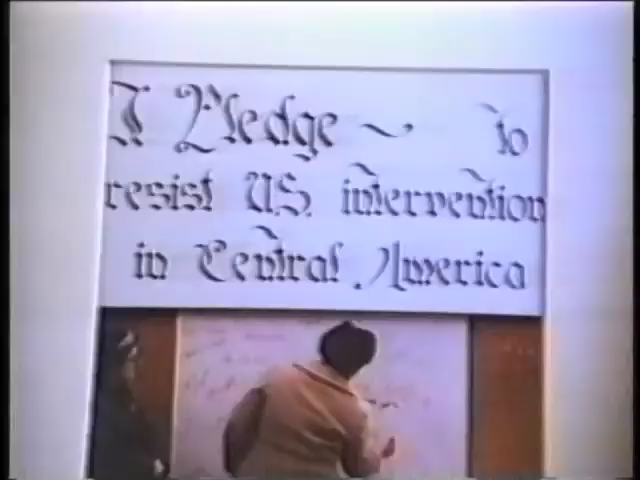 I Pledge ~ to
resist U.S. intervention
in Central America